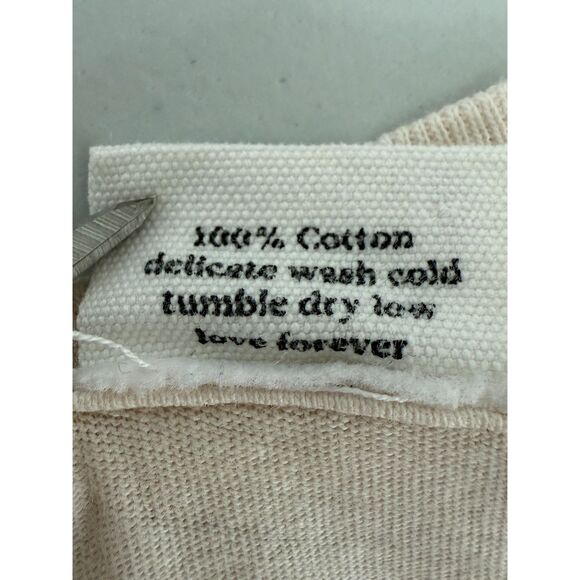 100% Cotton
delicate wash cold
tumble dry low
love forever